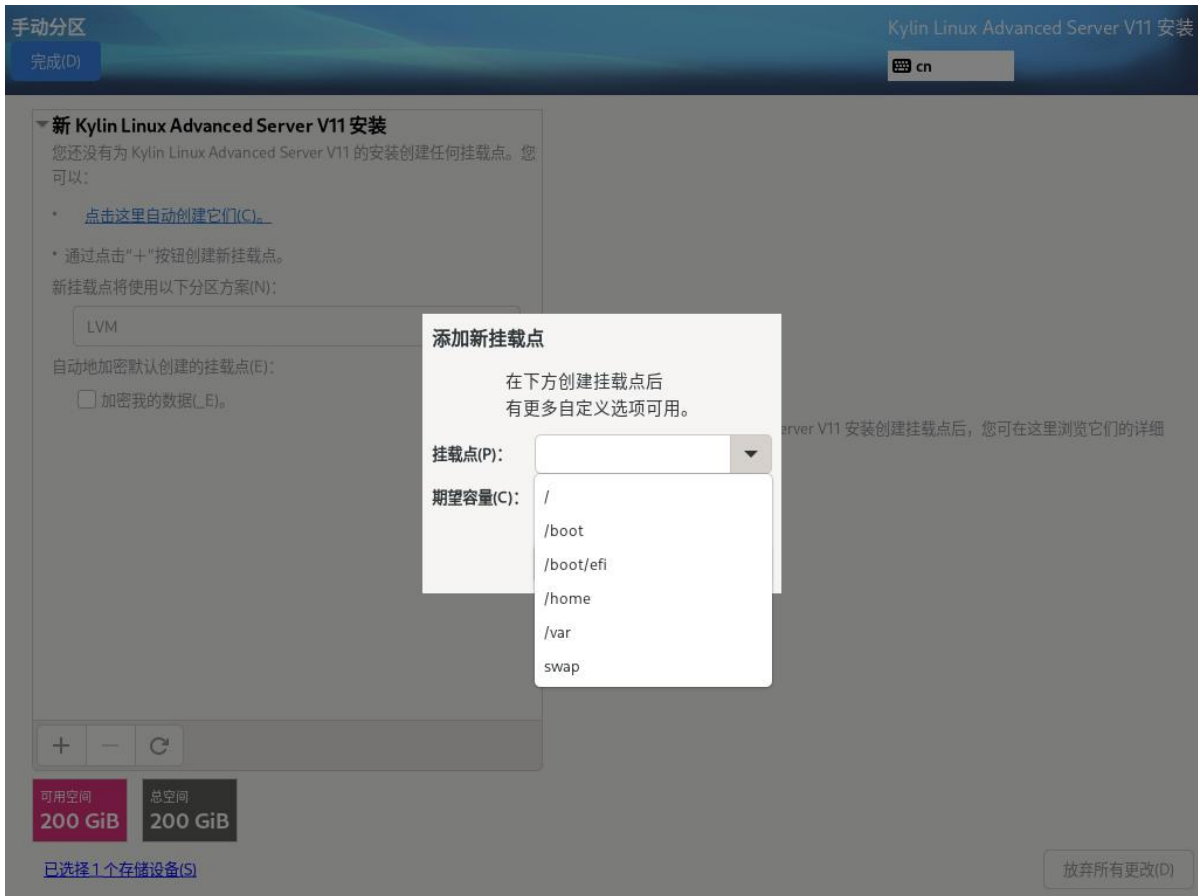 手动分区
Kylin Linux Advanced Server V11 安装
完成(D)
cn
新 Kylin Linux Advanced Server V11 安装
您还没有为 Kylin Linux Advanced Server V11 的安装创建任何挂载点。您
可以：
• 点击这里自动创建它们(C)。
• 通过点击“+”按钮创建新挂载点。
新挂载点将使用以下分区方案(N)：
LVM
自动地加密默认创建的挂载点(E)：
加密我的数据(_E)。
添加新挂载点
在下方创建挂载点后
有更多自定义选项可用。
挂载点(P)：
期望容量(C)：
/
/boot
/boot/efi
/home
/var
swap
erver V11 安装创建挂载点后，您可在这里浏览它们的详细
可用空间
200 GiB
总空间
200 GiB
已选择 1 个存储设备(S)
放弃所有更改(D)